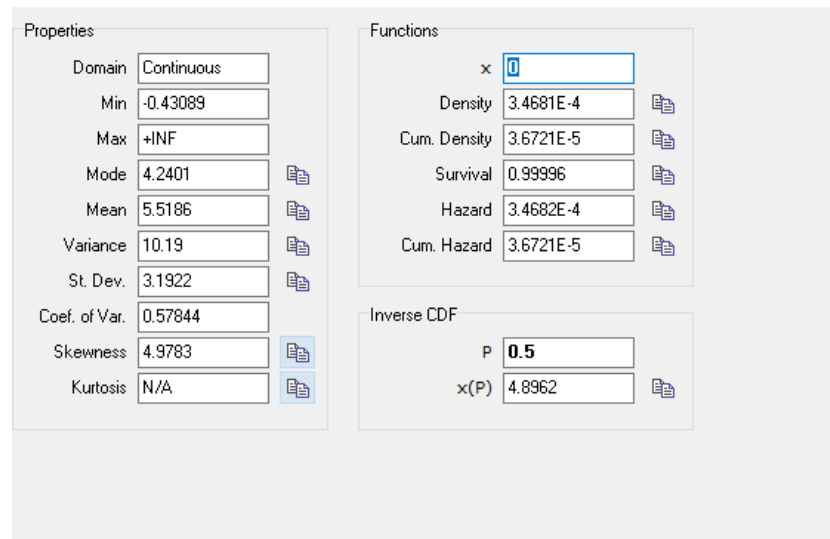 Properties
Domain Continuous
Min -0.43089
Max +INF
Mode 4.2401
Mean 5.5186
Variance 10.19
St. Dev. 3.1922
Coef. of Var. 0.57844
Skewness 4.9783
Kurtosis N/A
Functions
x 0
Density 3.4681E-4
Cum. Density 3.6721E-5
Survival 0.99996
Hazard 3.4682E-4
Cum. Hazard 3.6721E-5
Inverse CDF
P 0.5
x(P) 4.8962